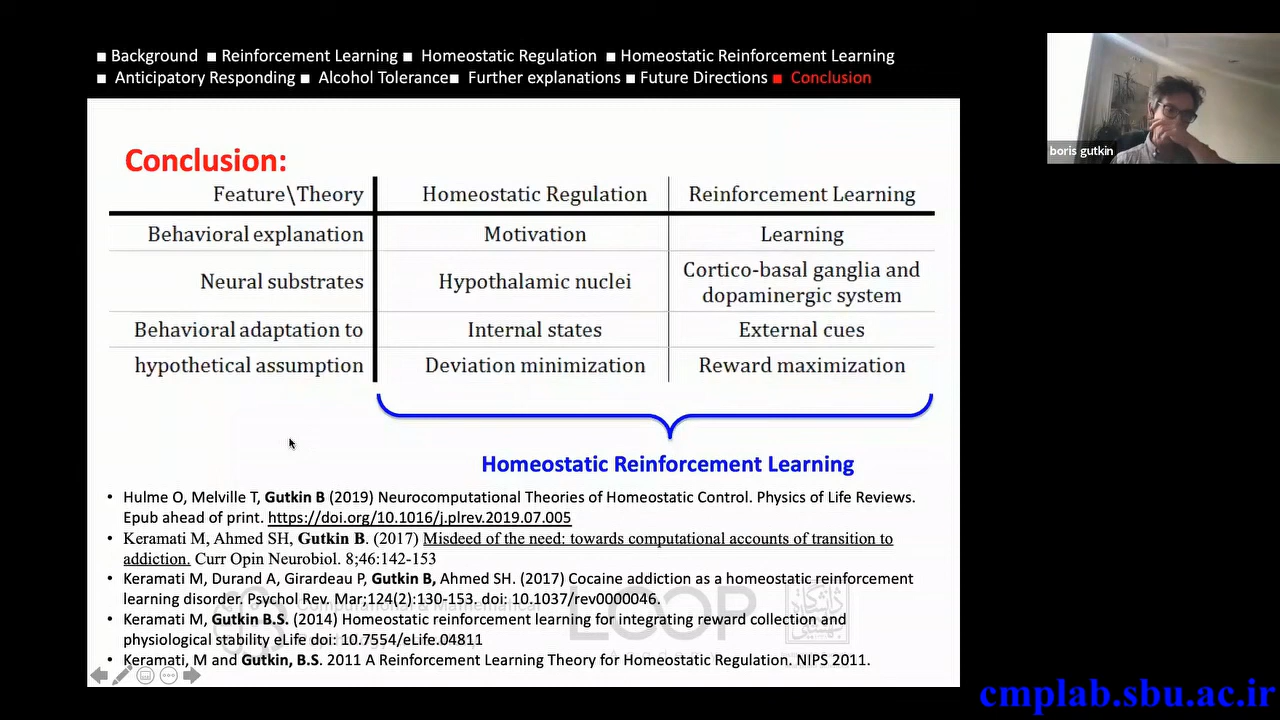 ■ Background ■ Reinforcement Learning ■ Homeostatic Regulation ■ Homeostatic Reinforcement Learning
■ Anticipatory Responding ■ Alcohol Tolerance ■ Further explanations ■ Future Directions ■ Conclusion
boris gutkin
Conclusion:
Feature\Theory Homeostatic Regulation Reinforcement Learning
Behavioral explanation Motivation Learning
Neural substrates Hypothalamic nuclei Cortico-basal ganglia and
dopaminergic system
Behavioral adaptation to Internal states External cues
hypothetical assumption Deviation minimization Reward maximization
Homeostatic Reinforcement Learning
• Hulme O, Melville T, Gutkin B (2019) Neurocomputational Theories of Homeostatic Control. Physics of Life Reviews.
Epub ahead of print. https://doi.org/10.1016/j.plrev.2019.07.005
• Keramati M, Ahmed SH, Gutkin B. (2017) Misdeed of the need: towards computational accounts of transition to
addiction. Curr Opin Neurobiol. 8;46:142-153
• Keramati M, Durand A, Girardeau P, Gutkin B, Ahmed SH. (2017) Cocaine addiction as a homeostatic reinforcement
learning disorder. Psychol Rev. Mar;124(2):130-153. doi: 10.1037/rev0000046.
• Keramati M, Gutkin B.S. (2014) Homeostatic reinforcement learning for integrating reward collection and
physiological stability eLife doi: 10.7554/eLife.04811
• Keramati, M and Gutkin, B.S. 2011 A Reinforcement Learning Theory for Homeostatic Regulation. NIPS 2011.
Computational & Mathematical
LOOP
cmplab.sbu.ac.ir